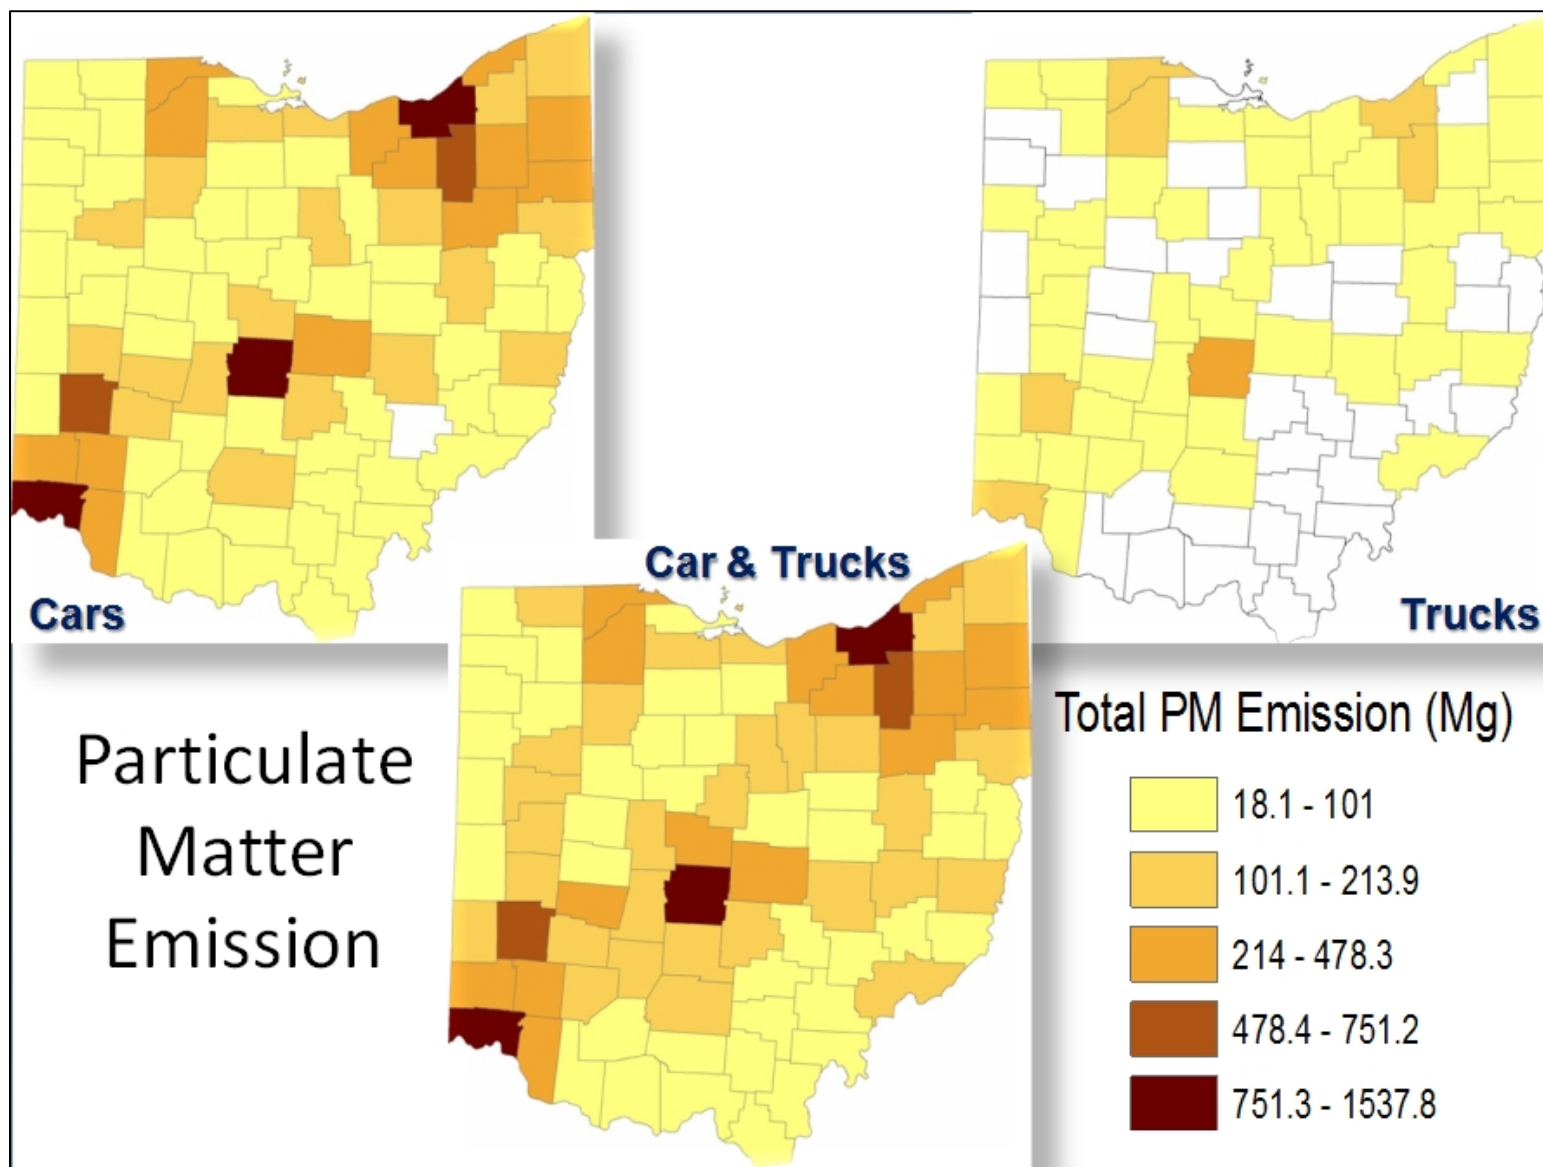 Cars
Car & Trucks
Trucks
Particulate
Matter
Emission
Total PM Emission (Mg)
18.1 - 101
101.1 - 213.9
214 - 478.3
478.4 - 751.2
751.3 - 1537.8